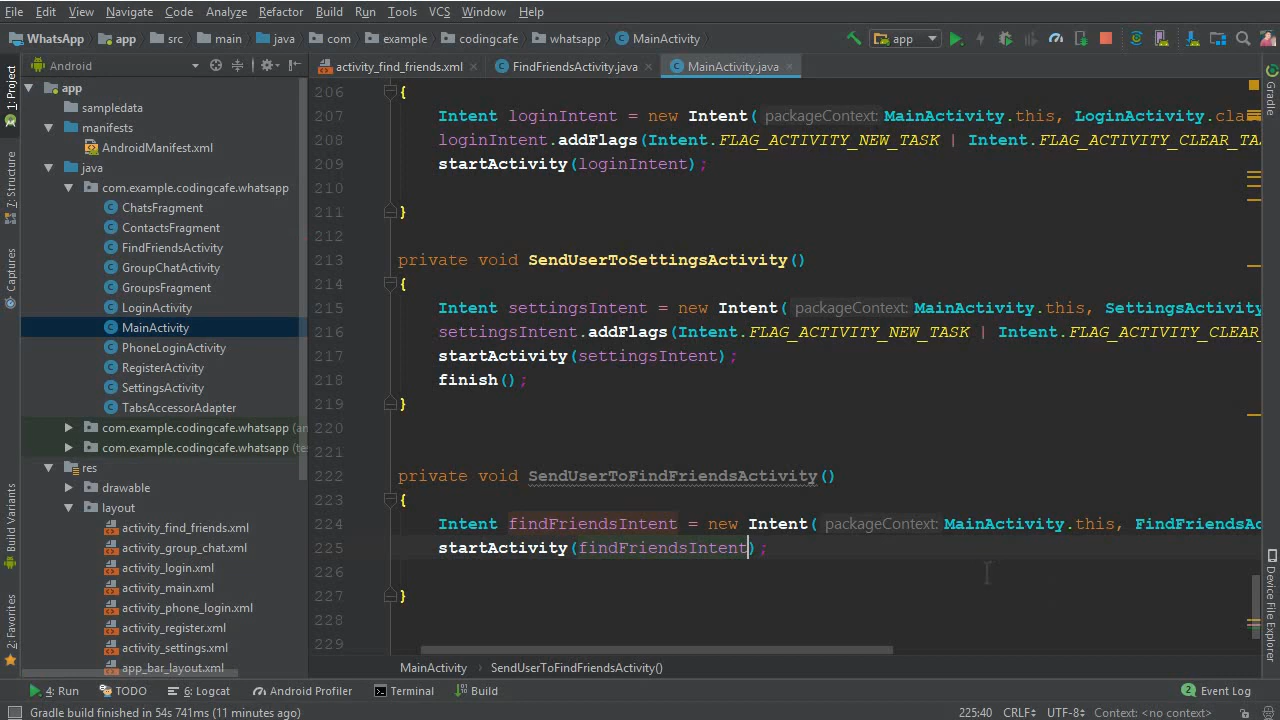 File Edit View Navigate Code Analyze Refactor Build Run Tools VCS Window Help
WhatsApp app src main java com example codingcafe whatsapp MainActivity app
1: Project
7: Structure
Captures
Build Variants
2: Favorites
Android
app
sampledata
manifests
AndroidManifest.xml
java
com.example.codingcafe.whatsapp
ChatsFragment
ContactsFragment
FindFriendsActivity
GroupChatActivity
GroupsFragment
LoginActivity
MainActivity
PhoneLoginActivity
RegisterActivity
SettingsActivity
TabsAccessorAdapter
com.example.codingcafe.whatsapp (an
com.example.codingcafe.whatsapp (te
res
drawable
layout
activity_find_friends.xml
activity_group_chat.xml
activity_login.xml
activity_main.xml
activity_phone_login.xml
activity_register.xml
activity_settings.xml
app_bar_layout.xml
activity_find_friends.xml FindFriendsActivity.java MainActivity.java
206 {
207 Intent loginIntent = new Intent( packageContext: MainActivity.this, LoginActivity.cla
208 loginIntent.addFlags(Intent.FLAG_ACTIVITY_NEW_TASK | Intent.FLAG_ACTIVITY_CLEAR_TA
209 startActivity(loginIntent);
210
211 }
212
213 private void SendUserToSettingsActivity()
214 {
215 Intent settingsIntent = new Intent( packageContext: MainActivity.this, SettingsActivity
216 settingsIntent.addFlags(Intent.FLAG_ACTIVITY_NEW_TASK | Intent.FLAG_ACTIVITY_CLEAR_
217 startActivity(settingsIntent);
218 finish();
219 }
220
221
222 private void SendUserToFindFriendsActivity()
223 {
224 Intent findFriendsIntent = new Intent( packageContext: MainActivity.this, FindFriendsAc
225 startActivity(findFriendsIntent);
226
227 }
228
229
MainActivity SendUserToFindFriendsActivity()
Gradle
Device File Explorer
4: Run TODO 6: Logcat Android Profiler Terminal Build Event Log
Gradle build finished in 54s 741ms (11 minutes ago) 225:40 CRLF UTF-8 Context: <no context>